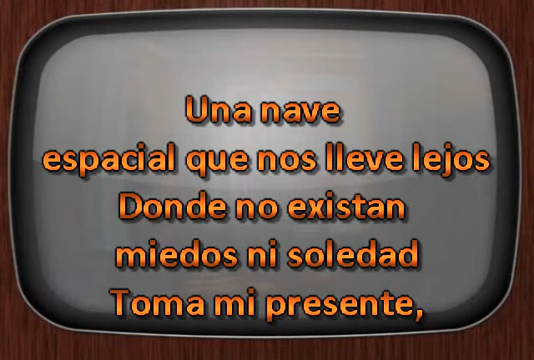 Una nave
espacial que nos lleve lejos
Donde no existan
miedos ni soledad
Toma mi presente,